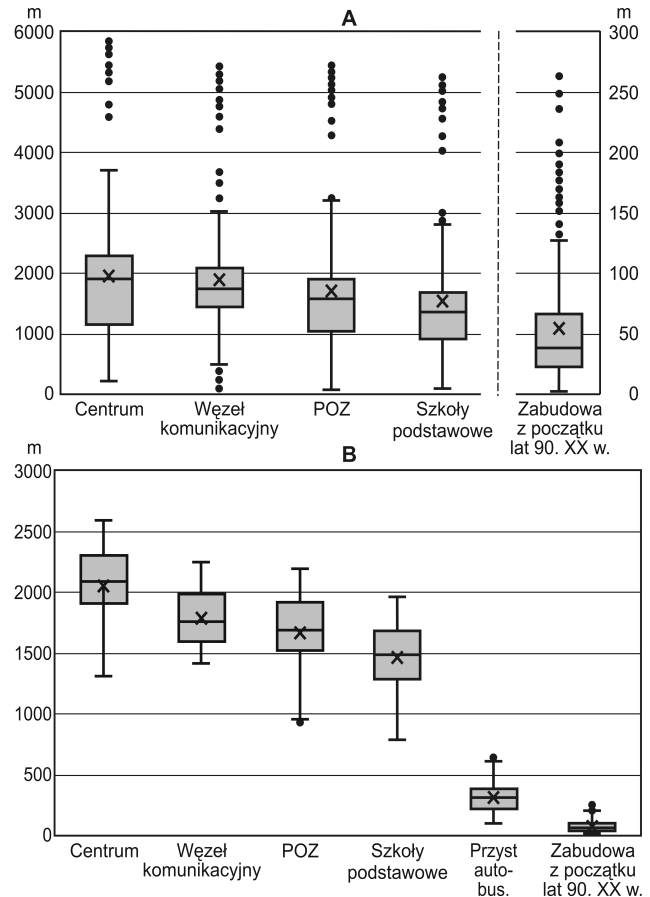 m
A
m
6000
5000
4000
3000
2000
1000
0
300
250
200
150
100
50
0
Centrum
Węzeł
komunikacyjny
POZ
Szkoły
podstawowe
Zabudowa
z początku
lat 90. XX w.
m
B
3000
2500
2000
1500
1000
500
0
Centrum
Węzeł
komunikacyjny
POZ
Szkoły
podstawowe
Przyst
auto-
bus.
Zabudowa
z początku
lat 90. XX w.